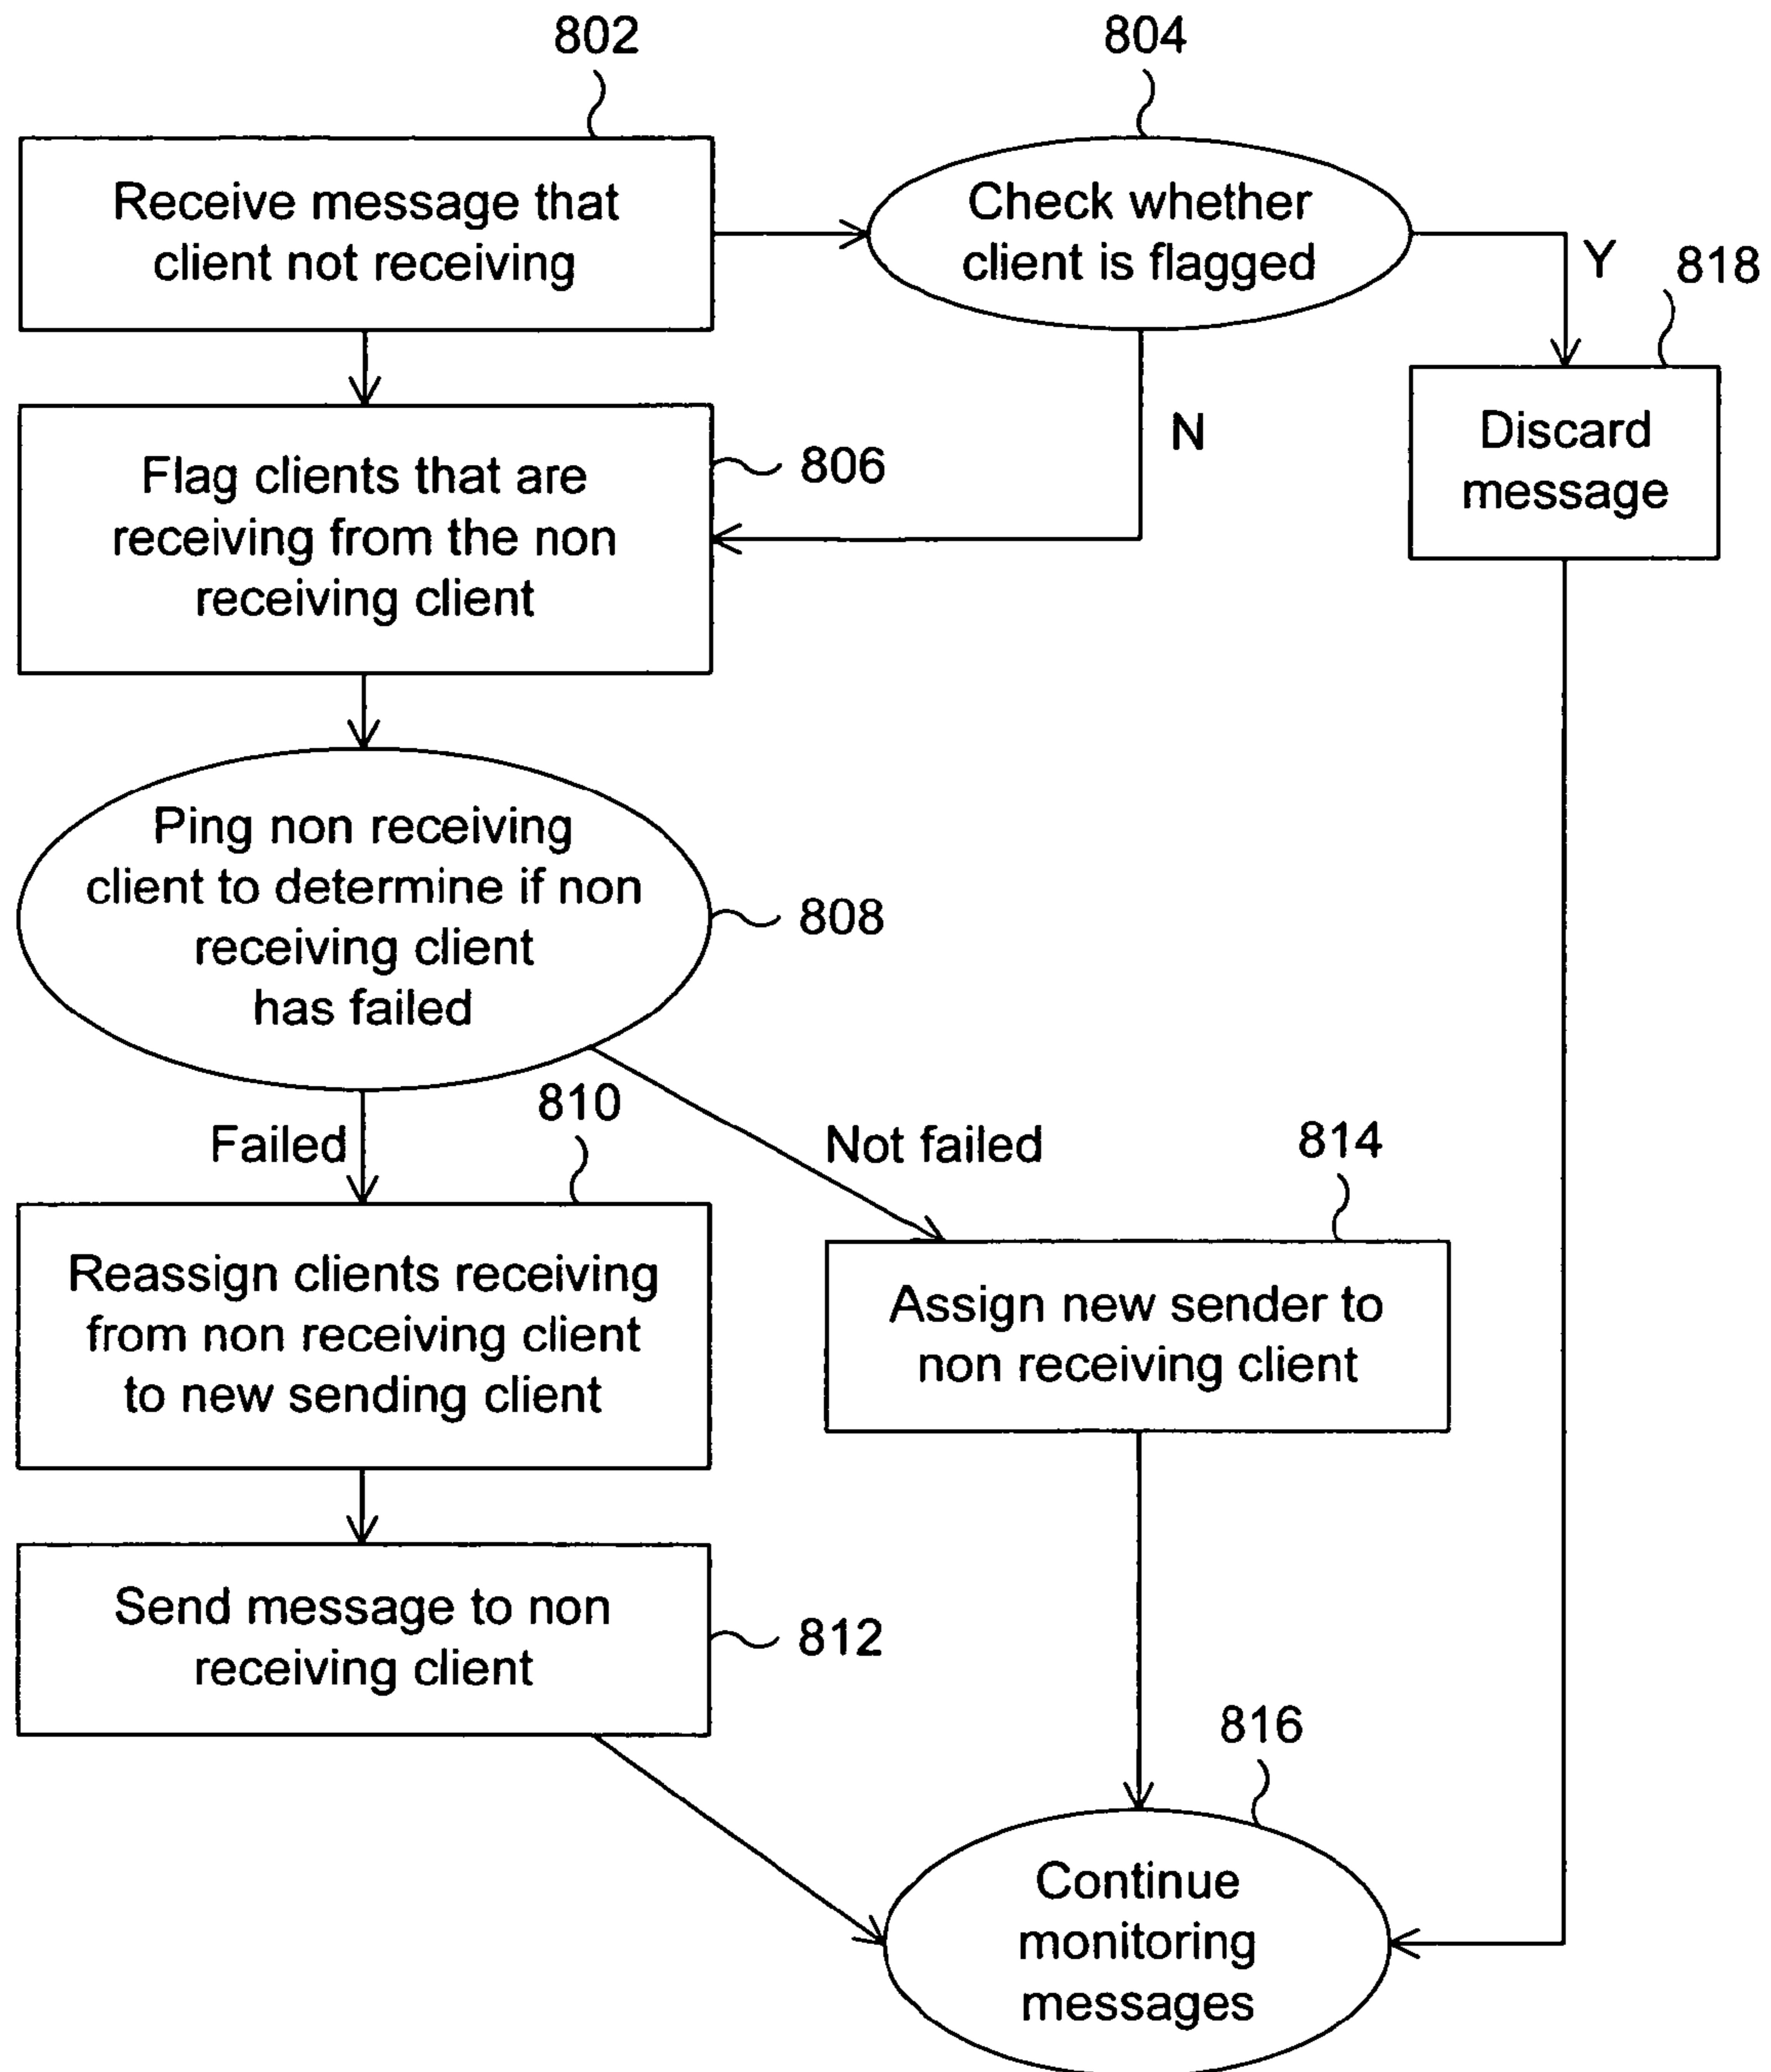 802
804
Receive message that
client not receiving
Check whether
client is flagged
Y
818
Discard
message
N
Flag clients that are
receiving from the non
receiving client
806
Ping non receiving
client to determine if non
receiving client
has failed
808
Failed
810
Not failed
814
Reassign clients receiving
from non receiving client
to new sending client
Assign new sender to
non receiving client
Send message to non
receiving client
812
816
Continue
monitoring
messages